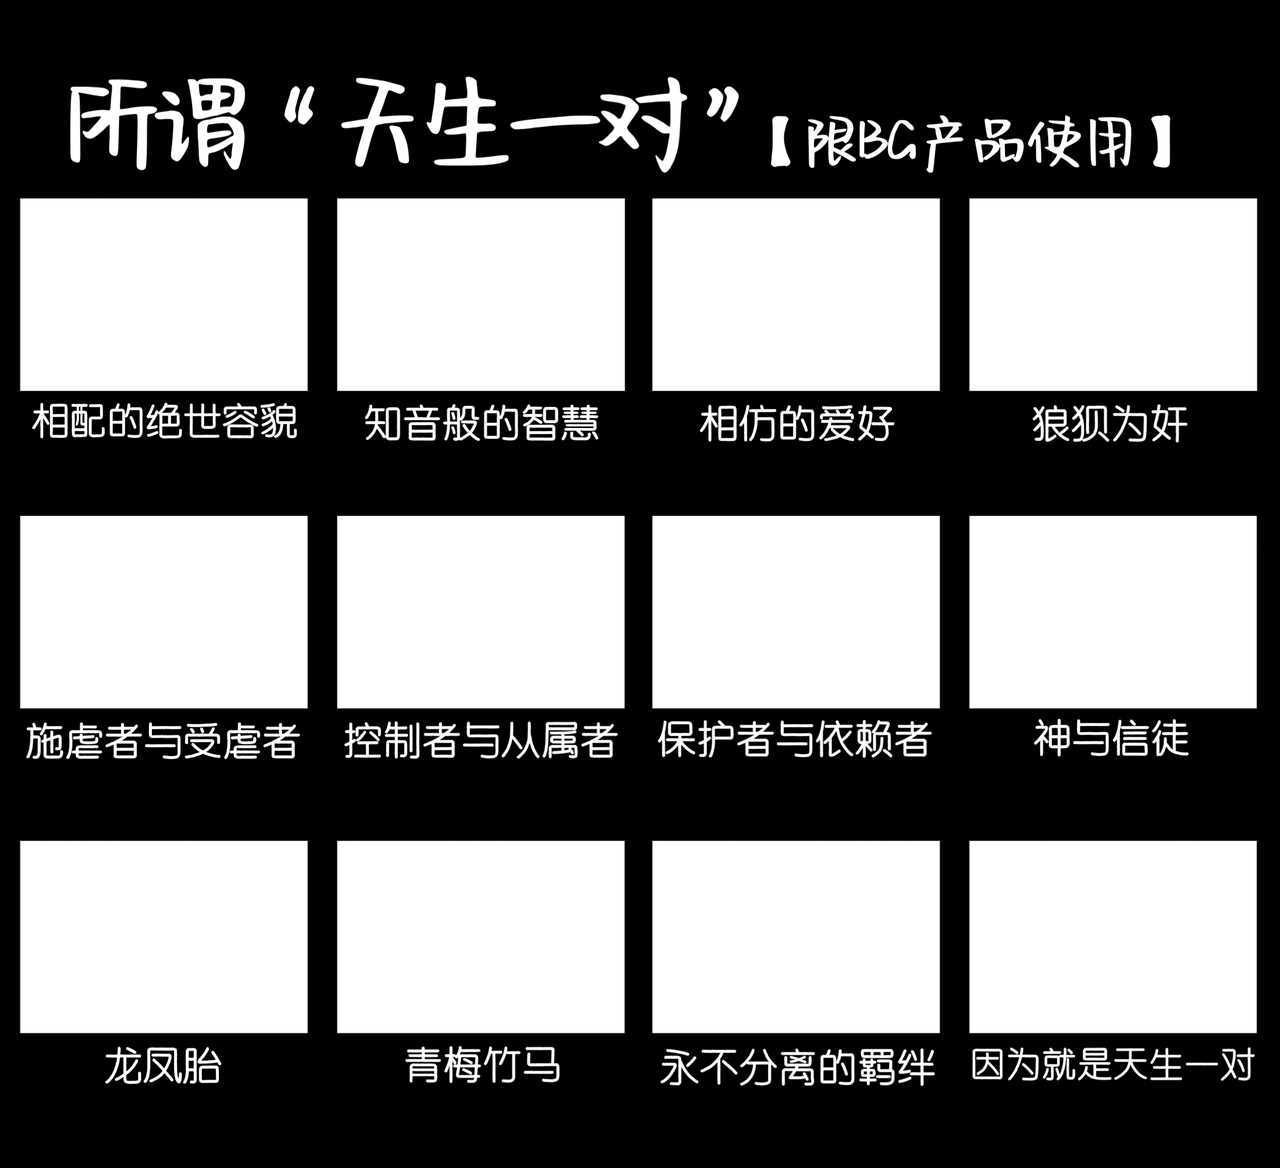 所谓“天生一对”【限BG产品使用】
相配的绝世容貌
知音般的智慧
相仿的爱好
狼狈为奸
施虐者与受虐者
控制者与从属者
保护者与依赖者
神与信徒
龙凤胎
青梅竹马
永不分离的羁绊
因为就是天生一对